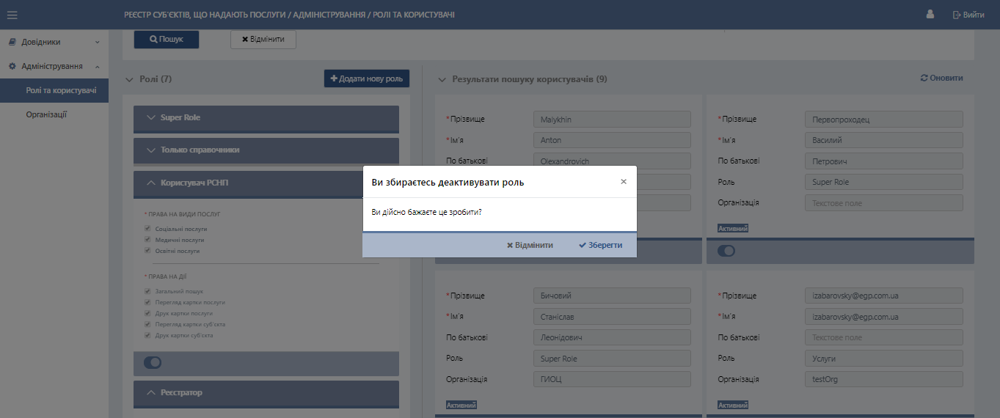 РЕЄСТР СУБ'ЄКТІВ, ЩО НАДАЮТЬ ПОСЛУГИ / АДМІНІСТРУВАННЯ / РОЛІ ТА КОРИСТУВАЧІ
Вийти
Довідники
Адміністрування
Ролі та користувачі
Організації
Пошук
Відмінити
Ролі (7)
Додати нову роль
Super Role
Только справочники
Користувач РСНП
* ПРАВА НА ВИДИ ПОСЛУГ
Соціальні послуги
Медичні послуги
Освітні послуги
* ПРАВА НА ДІЇ
Загальний пошук
Перегляд картки послуги
Друк картки послуги
Перегляд картки суб'єкта
Друк картки суб'єкта
Реєстратор
Результати пошуку користувачів (9)
Оновити
*Прізвище Malykhin
*Ім'я Anton
По батькові Olexandrovich
*Прізвище Первопроходец
*Ім'я Василий
По батькові Петрович
Роль Super Role
Організація Текстове поле
Активний
Ви збираєтесь деактивувати роль ×
Ви дійсно бажаєте це зробити?
Відмінити Зберегти
*Прізвище Бичовий
*Ім'я Станіслав
По батькові Леонідович
Роль Super Role
Організація ГИОЦ
Активний
*Прізвище izabarovsky@egp.com.ua
*Ім'я izabarovsky@egp.com.ua
По батькові Текстове поле
Роль Услуги
Організація testOrg
Активний